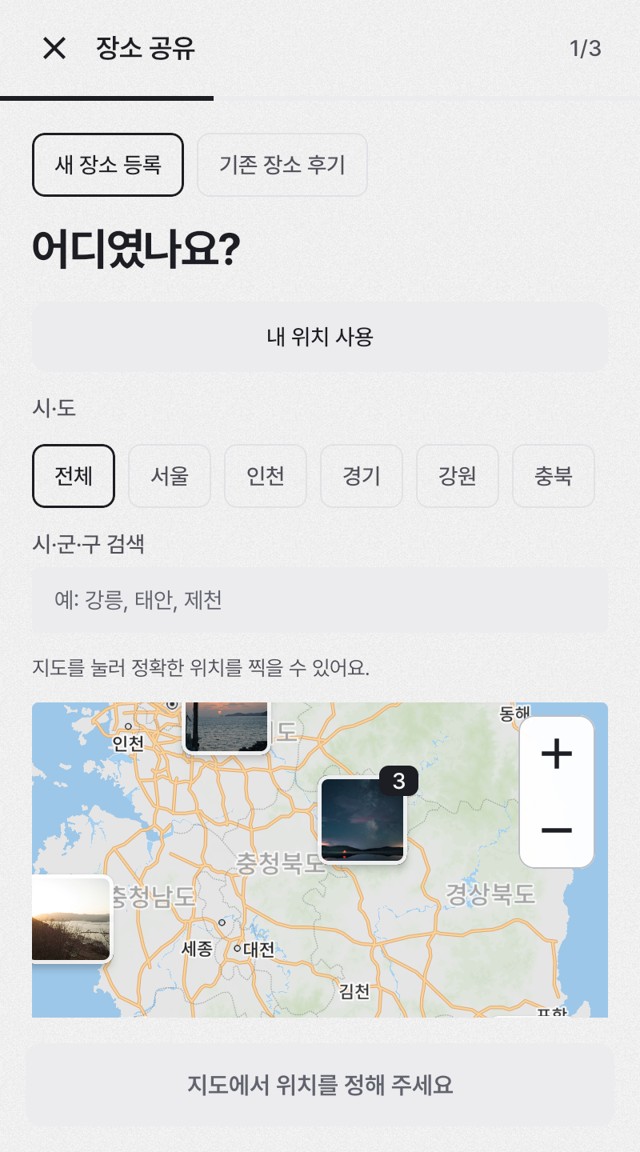 장소 공유
1/3
새 장소 등록
기존 장소 후기
어디였나요?
내 위치 사용
시·도
전체
서울
인천
경기
강원
충북
시·군·구 검색
예: 강릉, 태안, 제천
지도를 눌러 정확한 위치를 찍을 수 있어요.
동해
인천
3
충청북도
충청남도
경상북도
세종
대전
김천
지도에서 위치를 정해 주세요